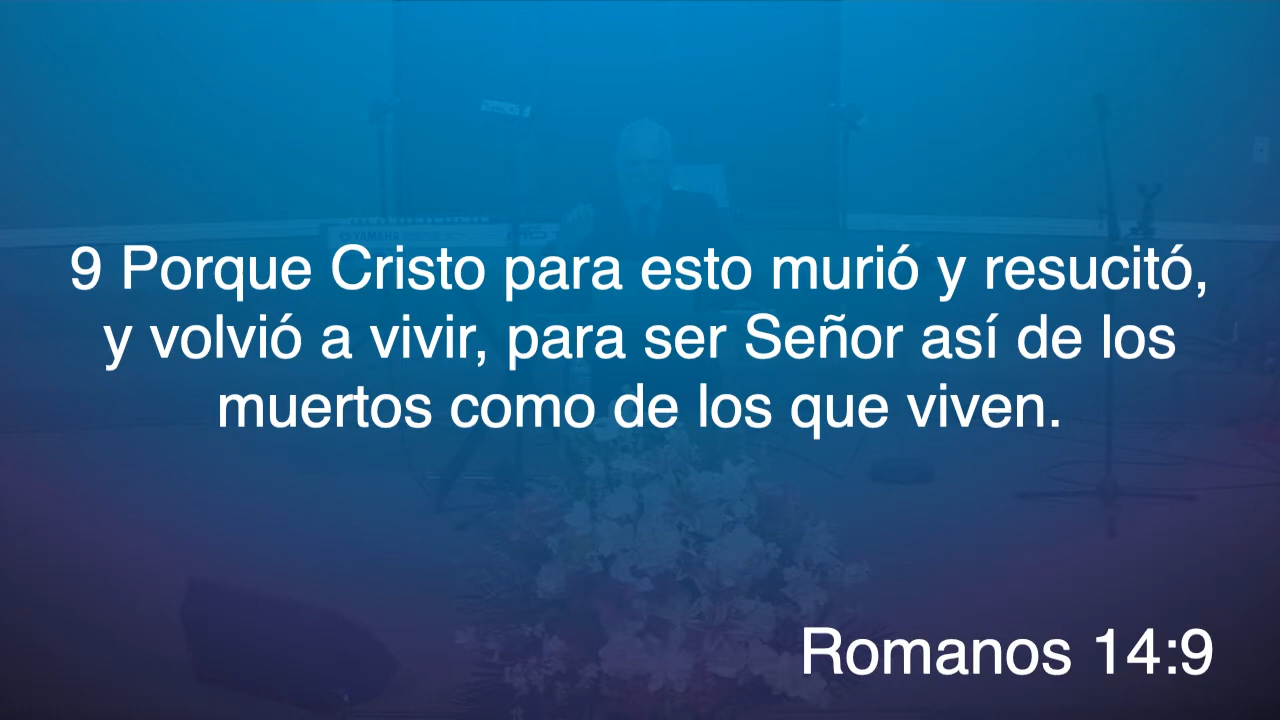 YAMAHA
9 Porque Cristo para esto murió y resucitó,
y volvió a vivir, para ser Señor así de los
muertos como de los que viven.
Romanos 14:9